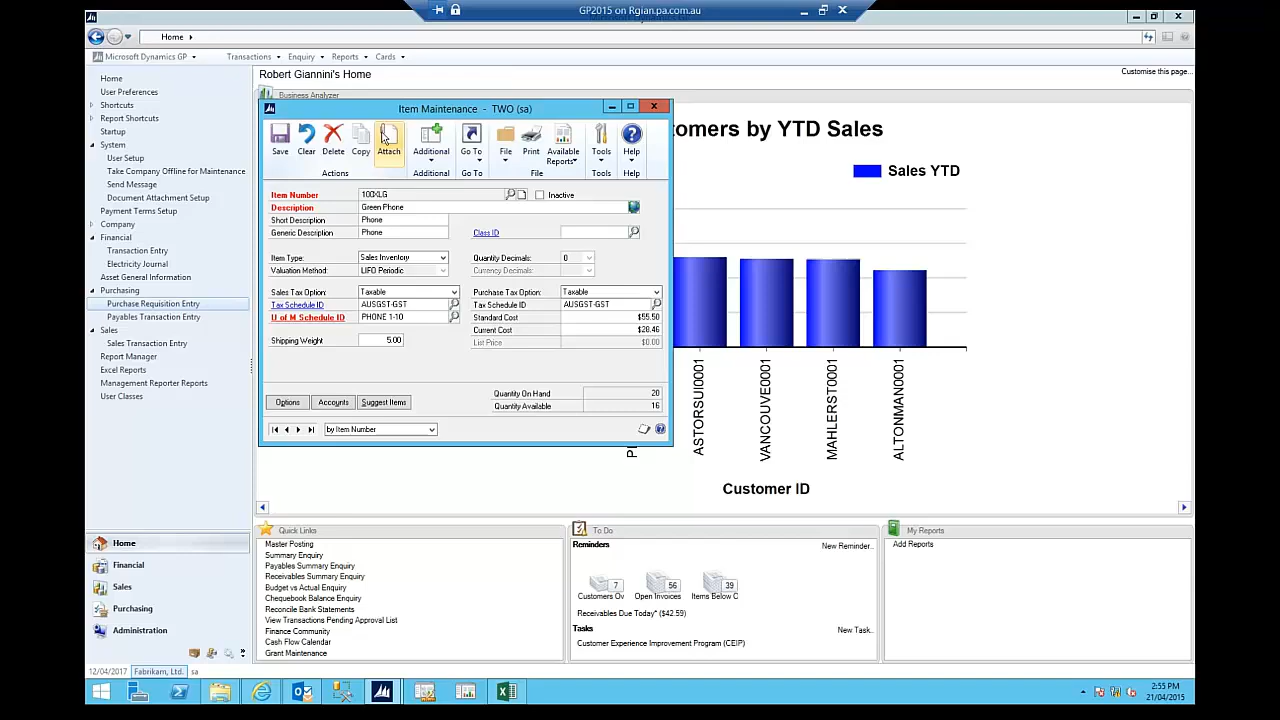 GP2015 on Rgian.pa.com.au
Home
Microsoft Dynamics GP
Transactions
Enquiry
Reports
Cards
Robert Giannini's Home
Customise this page...
Home
User Preferences
Shortcuts
Report Shortcuts
Startup
System
User Setup
Take Company Offline for Maintenance
Send Message
Document Attachment Setup
Payment Terms Setup
Company
Financial
Transaction Entry
Electricity Journal
Asset General Information
Purchasing
Purchase Requisition Entry
Payables Transaction Entry
Sales
Sales Transaction Entry
Report Manager
Excel Reports
Management Reporter Reports
User Classes
Home
Financial
Sales
Purchasing
Administration
Business Analyzer
Item Maintenance - TWO (sa)
Save
Clear
Delete
Copy
Attach
Additional
Go To
File
Print
Available Reports
Tools
Help
Actions
Additional
Go To
File
Tools
Help
Item Number
100XLG
Inactive
Description
Green Phone
Short Description
Phone
Generic Description
Phone
Class ID
Item Type:
Sales Inventory
Quantity Decimals:
0
Valuation Method:
LIFO Periodic
Currency Decimals:
Sales Tax Option:
Taxable
Purchase Tax Option:
Taxable
Tax Schedule ID
AUSGST-GST
Tax Schedule ID
AUSGST-GST
U of M Schedule ID
PHONE 1-10
Standard Cost
$55.50
Current Cost
$28.46
Shipping Weight
5.00
List Price
$0.00
Options
Accounts
Suggest Items
Quantity On Hand
20
Quantity Available
16
by Item Number
tomers by YTD Sales
Sales YTD
ASTORSUI0001
VANCOUVE0001
MAHLERST0001
ALTONMAN0001
Customer ID
Quick Links
Master Posting
Summary Enquiry
Payables Summary Enquiry
Receivables Summary Enquiry
Budget vs Actual Enquiry
Chequebook Balance Enquiry
Reconcile Bank Statements
View Transactions Pending Approval List
Finance Community
Cash Flow Calendar
Grant Maintenance
To Do
Reminders
New Reminder..
7
56
39
Customers Ov
Open Invoices
Items Below C
Receivables Due Today* ($42.59)
Tasks
New Task..
Customer Experience Improvement Program (CEIP)
My Reports
Add Reports
12/04/2017
Fabrikam, Ltd.
sa
2:55 PM
21/04/2015